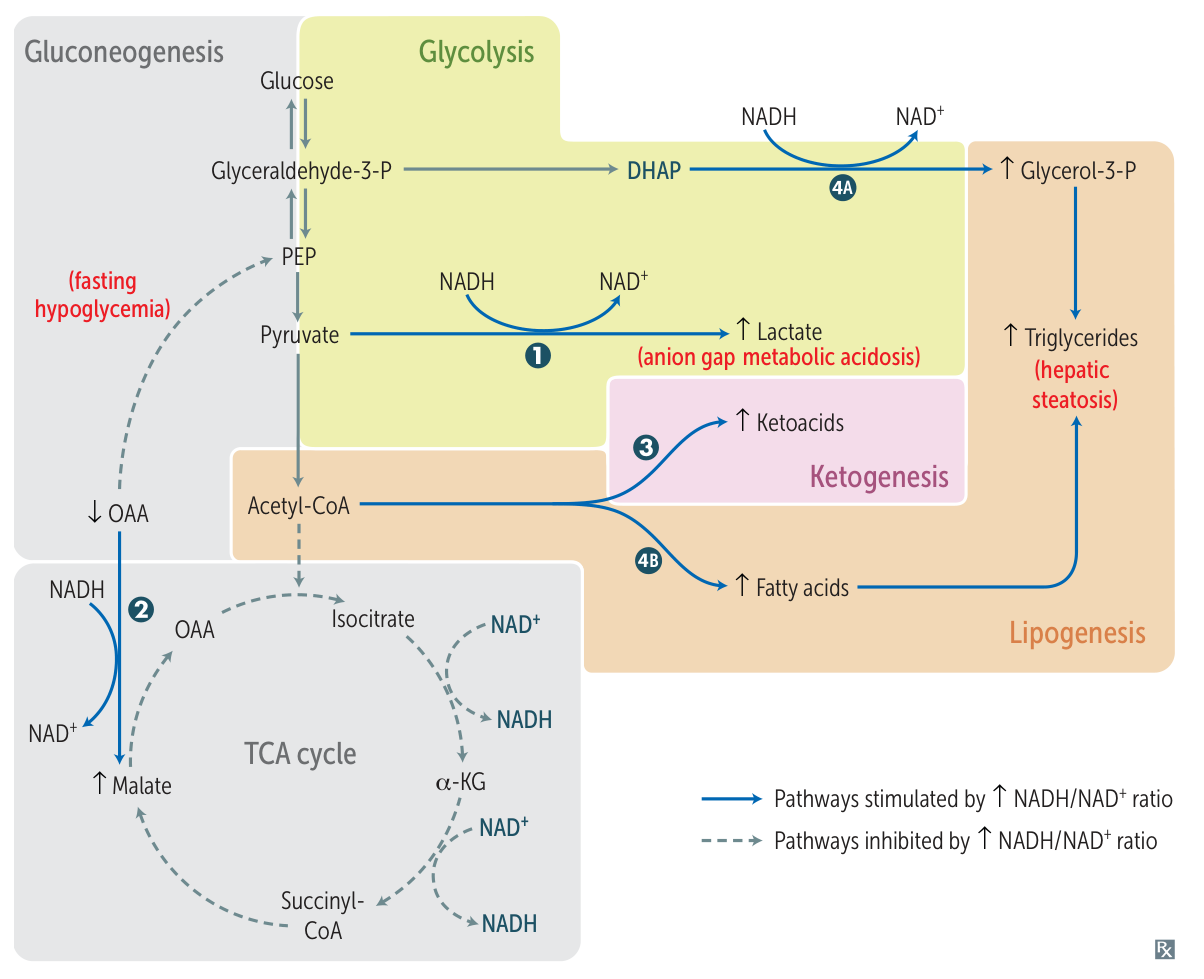 Gluconeogenesis
Glycolysis
Glucose
NADH
NAD⁺
Glyceraldehyde-3-P
DHAP
4A
↑ Glycerol-3-P
PEP
(fasting
hypoglycemia)
NADH
NAD⁺
Pyruvate
↑ Lactate
1
(anion gap metabolic acidosis)
↑ Triglycerides
(hepatic
steatosis)
↑ Ketoacids
3
Ketogenesis
Acetyl-CoA
↓ OAA
4B
↑ Fatty acids
Lipogenesis
NADH
2
OAA
Isocitrate
NAD⁺
NADH
NAD⁺
TCA cycle
↑ Malate
α-KG
NAD⁺
Succinyl-
CoA
NADH
Pathways stimulated by ↑ NADH/NAD⁺ ratio
Pathways inhibited by ↑ NADH/NAD⁺ ratio
Rx